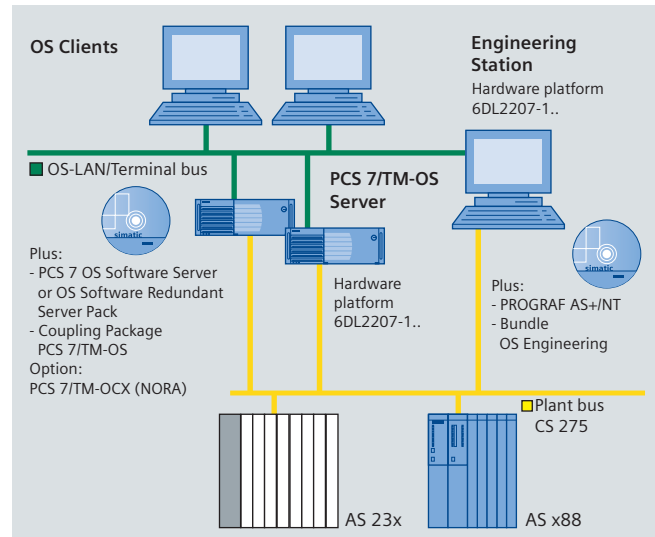 OS Clients
Engineering
Station
Hardware platform
6DL2207-1..
OS-LAN/Terminal bus
PCS 7/TM-OS
Server
simatic
Plus:
- PCS 7 OS Software Server
or OS Software Redundant
Server Pack
- Coupling Package
PCS 7/TM-OS
Option:
PCS 7/TM-OCX (NORA)
Hardware
platform
6DL2207-1..
simatic
Plus:
- PROGRAF AS+/NT
- Bundle
OS Engineering
Plant bus
CS 275
AS 23x
AS x88